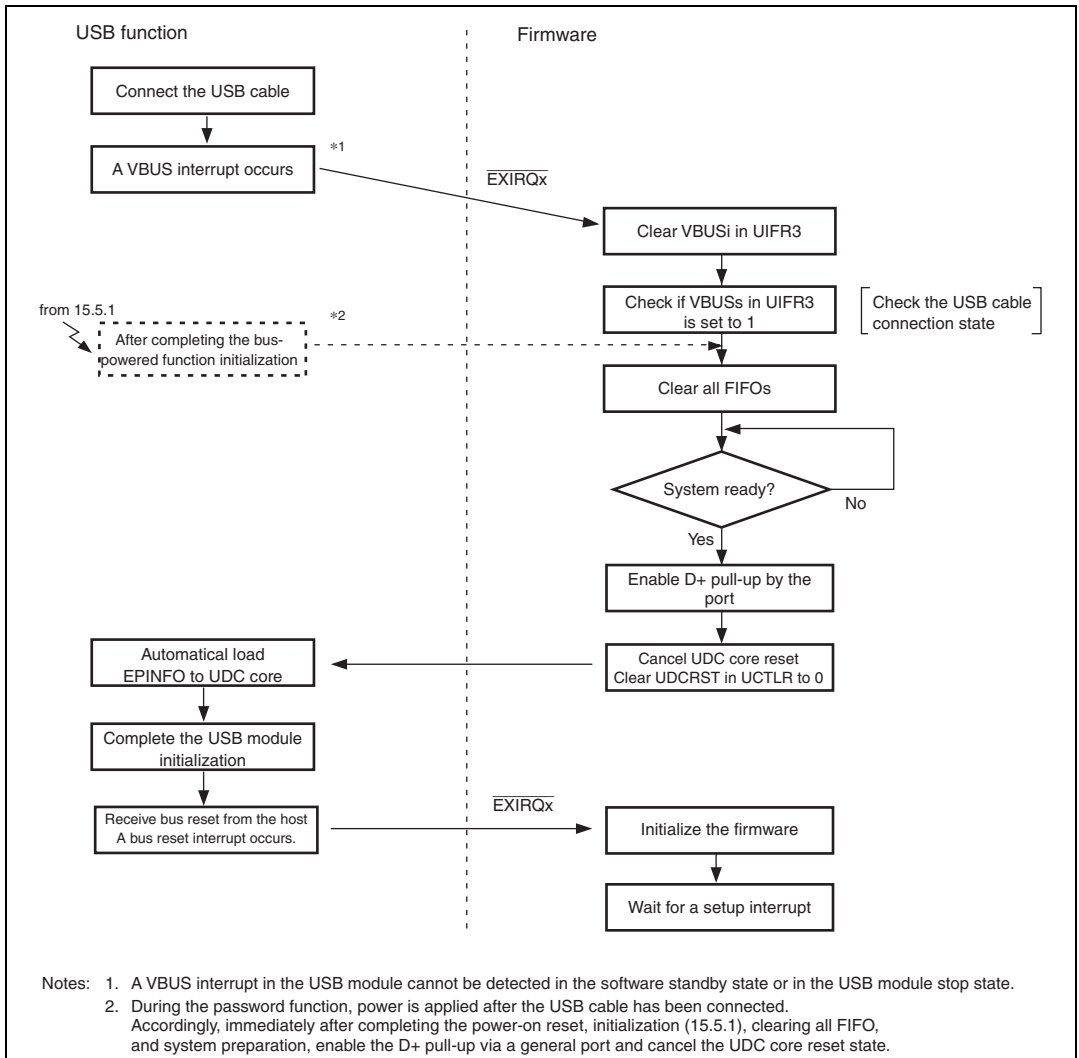 USB function
Firmware
Connect the USB cable
A VBUS interrupt occurs
*1
EXIRQx
Clear VBUSi in UIFR3
Check if VBUSs in UIFR3
is set to 1
Check the USB cable
connection state
from 15.5.1
*2
After completing the bus-
powered function initialization
Clear all FIFOs
System ready?
No
Yes
Enable D+ pull-up by the
port
Cancel UDC core reset
Clear UDCRST in UCTLR to 0
Automatical load
EPINFO to UDC core
Complete the USB module
initialization
Receive bus reset from the host
A bus reset interrupt occurs.
EXIRQx
Initialize the firmware
Wait for a setup interrupt
Notes: 1. A VBUS interrupt in the USB module cannot be detected in the software standby state or in the USB module stop state.
2. During the password function, power is applied after the USB cable has been connected.
Accordingly, immediately after completing the power-on reset, initialization (15.5.1), clearing all FIFO,
and system preparation, enable the D+ pull-up via a general port and cancel the UDC core reset state.